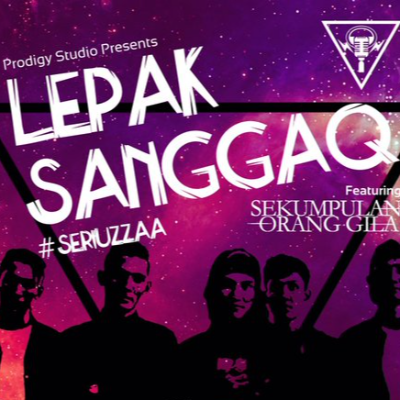 Prodigy Studio Presents
LEPAK
SANGGAQ
#SERIUZZAA
Featuring
SEKUMPULAN
ORANG GILA